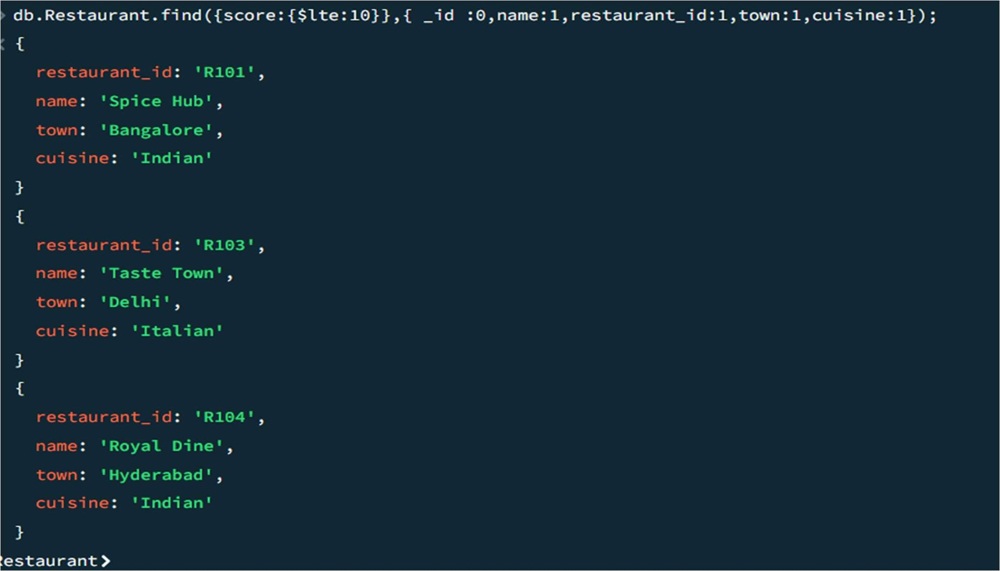 db.Restaurant.find({score:{$lte:10}},{ _id :0,name:1,restaurant_id:1,town:1,cuisine:1});
{
restaurant_id: 'R101',
name: 'Spice Hub',
town: 'Bangalore',
cuisine: 'Indian'
}
{
restaurant_id: 'R103',
name: 'Taste Town',
town: 'Delhi',
cuisine: 'Italian'
}
{
restaurant_id: 'R104',
name: 'Royal Dine',
town: 'Hyderabad',
cuisine: 'Indian'
}
Restaurant>